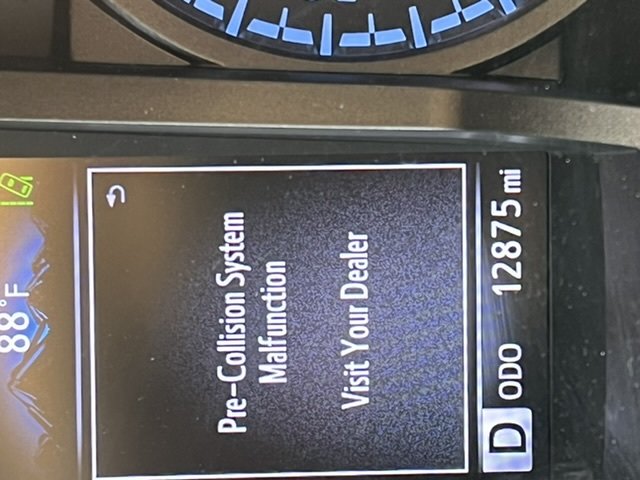 88°F
Pre-Collision System
Malfunction
Visit Your Dealer
D ODO 12875 mi